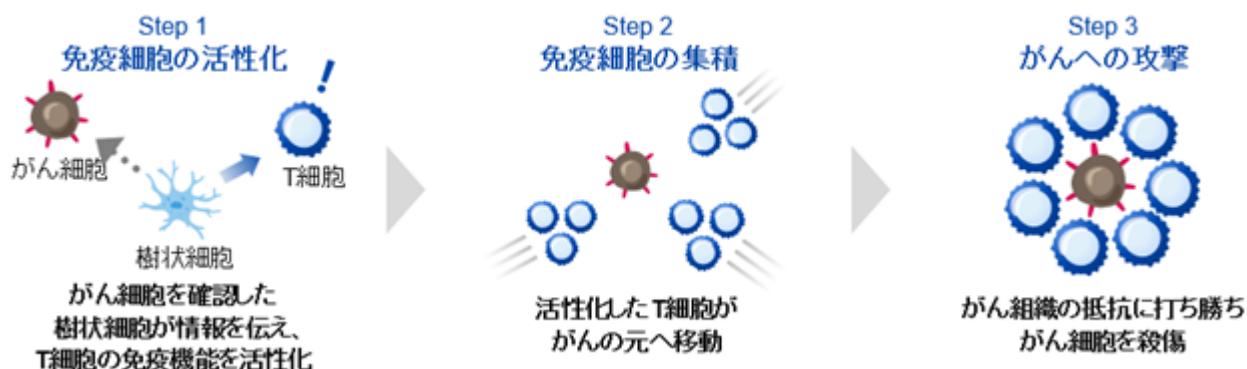 Step 1
免疫細胞の活性化
!
がん細胞
T細胞
樹状細胞
がん細胞を確認した
樹状細胞が情報を伝え、
T細胞の免疫機能を活性化
Step 2
免疫細胞の集積
活性化したT細胞が
がんの元へ移動
Step 3
がんへの攻撃
がん組織の抵抗に打ち勝ち
がん細胞を殺傷